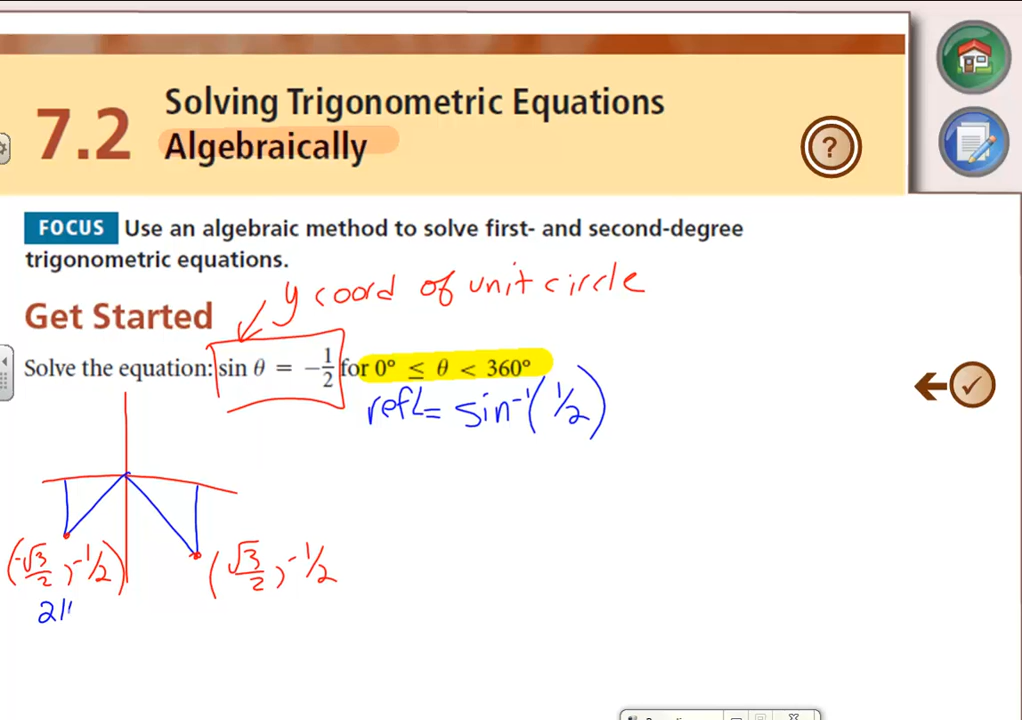 7.2 Solving Trigonometric Equations
Algebraically
?
FOCUS Use an algebraic method to solve first- and second-degree
trigonometric equations.
y coord of unit circle
Get Started
Solve the equation: sin θ = -1/2 for 0° ≤ θ < 360°
ref∠ = sin⁻¹(1/2)
(-√3/2, -1/2) (√3/2, -1/2